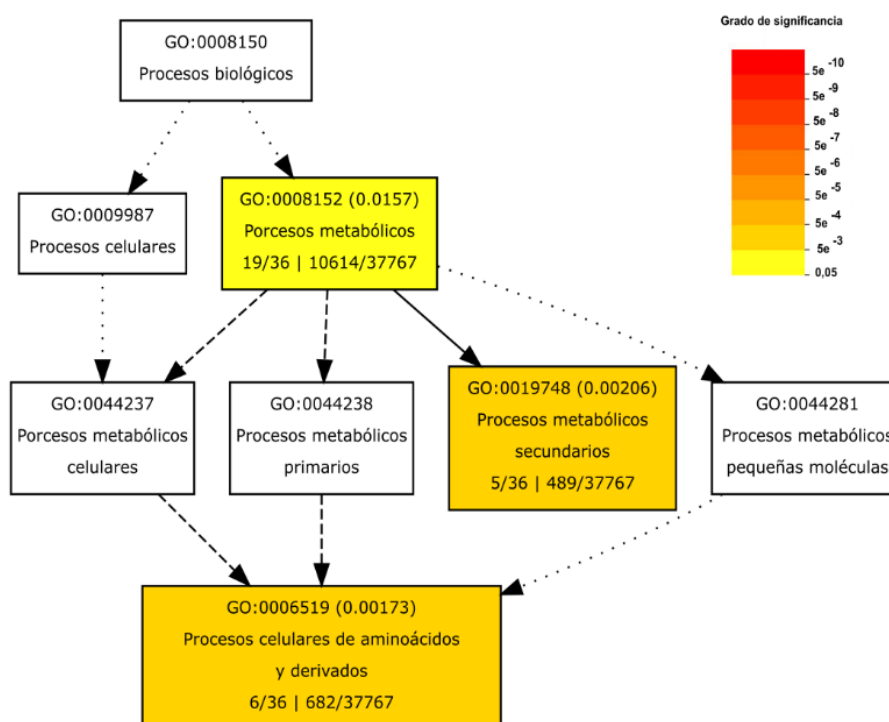 GO:0008150
Procesos biológicos
Grado de significancia
5e -10
5e -9
5e -8
5e -7
5e -6
5e -5
5e -4
5e -3
0,05
GO:0009987
Procesos celulares
GO:0008152 (0.0157)
Porcesos metabólicos
19/36 | 10614/37767
GO:0044237
Porcesos metabólicos
celulares
GO:0044238
Procesos metabólicos
primarios
GO:0019748 (0.00206)
Procesos metabólicos
secundarios
5/36 | 489/37767
GO:0044281
Procesos metabólicos
pequeñas moléculas
GO:0006519 (0.00173)
Procesos celulares de aminoácidos
y derivados
6/36 | 682/37767